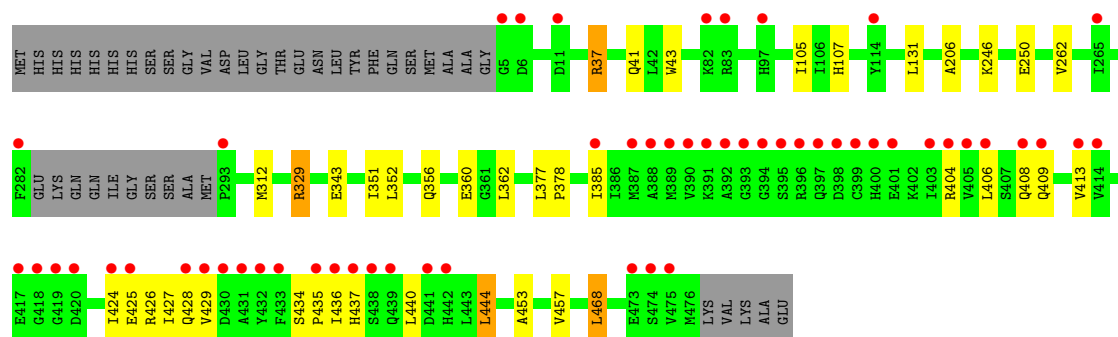 MET HIS HIS HIS HIS HIS HIS SER SER GLY VAL ASP LEU GLY THR GLU ASN LEU TYR PHE GLN SER MET ALA ALA GLY G5 D6 D11 R37 Q41 L42 W43 K82 R83 H97 I105 I106 H107 Y114 L131 A206 K246 E250 V262 I265
F282 GLU LYS GLN GLN ILE GLY SER SER ALA MET P293 M312 R329 E343 I351 L352 Q356 E360 G361 L362 L377 P378 I385 I386 M387 A388 M389 V390 K391 A392 G393 G394 S395 R396 Q397 D398 C399 H400 E401 K402 I403 R404 V405 L406 S407 Q408 Q409 V413 V414
E417 G418 G419 D420 I424 E425 R426 I427 Q428 V429 D430 A431 Y432 F433 S434 P435 I436 H437 S438 Q439 L440 D441 H442 L443 L444 A453 V457 L468 E473 S474 V475 M476 LYS VAL LYS ALA GLU